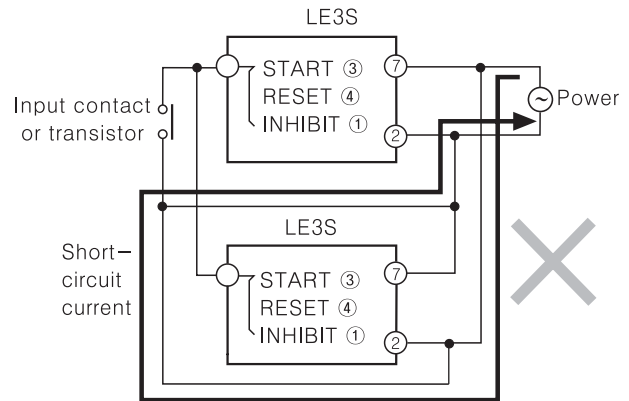 LE3S
START ③
RESET ④
INHIBIT ①
7
2
Input contact
or transistor
Power
LE3S
START ③
RESET ④
INHIBIT ①
7
2
Short-
circuit
current